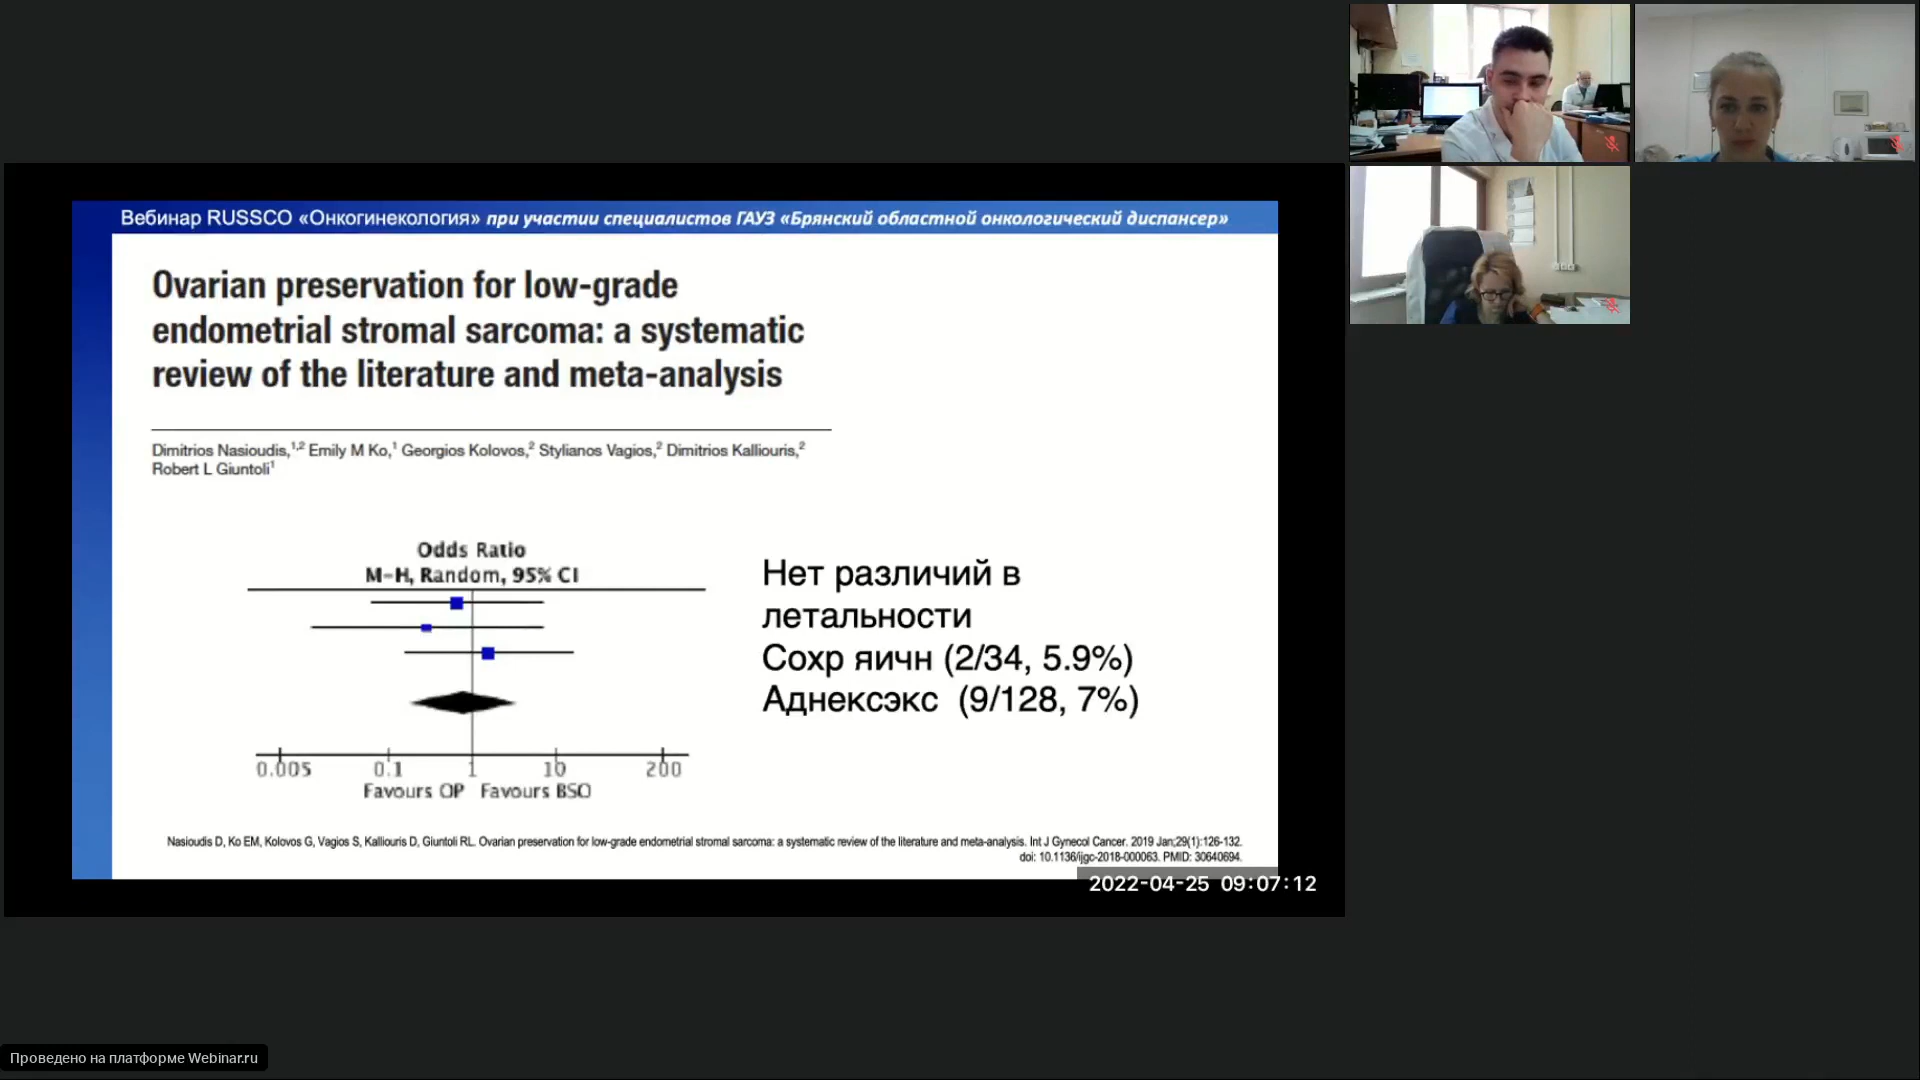 Вебинар RUSSCO «Онкогинекология» при участии специалистов ГАУЗ «Брянский областной онкологический диспансер»
Ovarian preservation for low-grade
endometrial stromal sarcoma: a systematic
review of the literature and meta-analysis
Dimitrios Nasioudis,1,2 Emily M Ko,1 Georgios Kolovos,2 Stylianos Vagios,2 Dimitrios Kalliouris,2
Robert L Giuntoli1
Odds Ratio
M-H, Random, 95% CI
0.005 0.1 1 10 200
Favours OP Favours BSO
Нет различий в
летальности
Сохр яичн (2/34, 5.9%)
Аднексэкс (9/128, 7%)
Nasioudis D, Ko EM, Kolovos G, Vagios S, Kalliouris D, Giuntoli RL. Ovarian preservation for low-grade endometrial stromal sarcoma: a systematic review of the literature and meta-analysis. Int J Gynecol Cancer. 2019 Jan;29(1):126-132.
doi: 10.1136/ijgc-2018-000063. PMID: 30640694.
2022-04-25 09:07:12
Проведено на платформе Webinar.ru